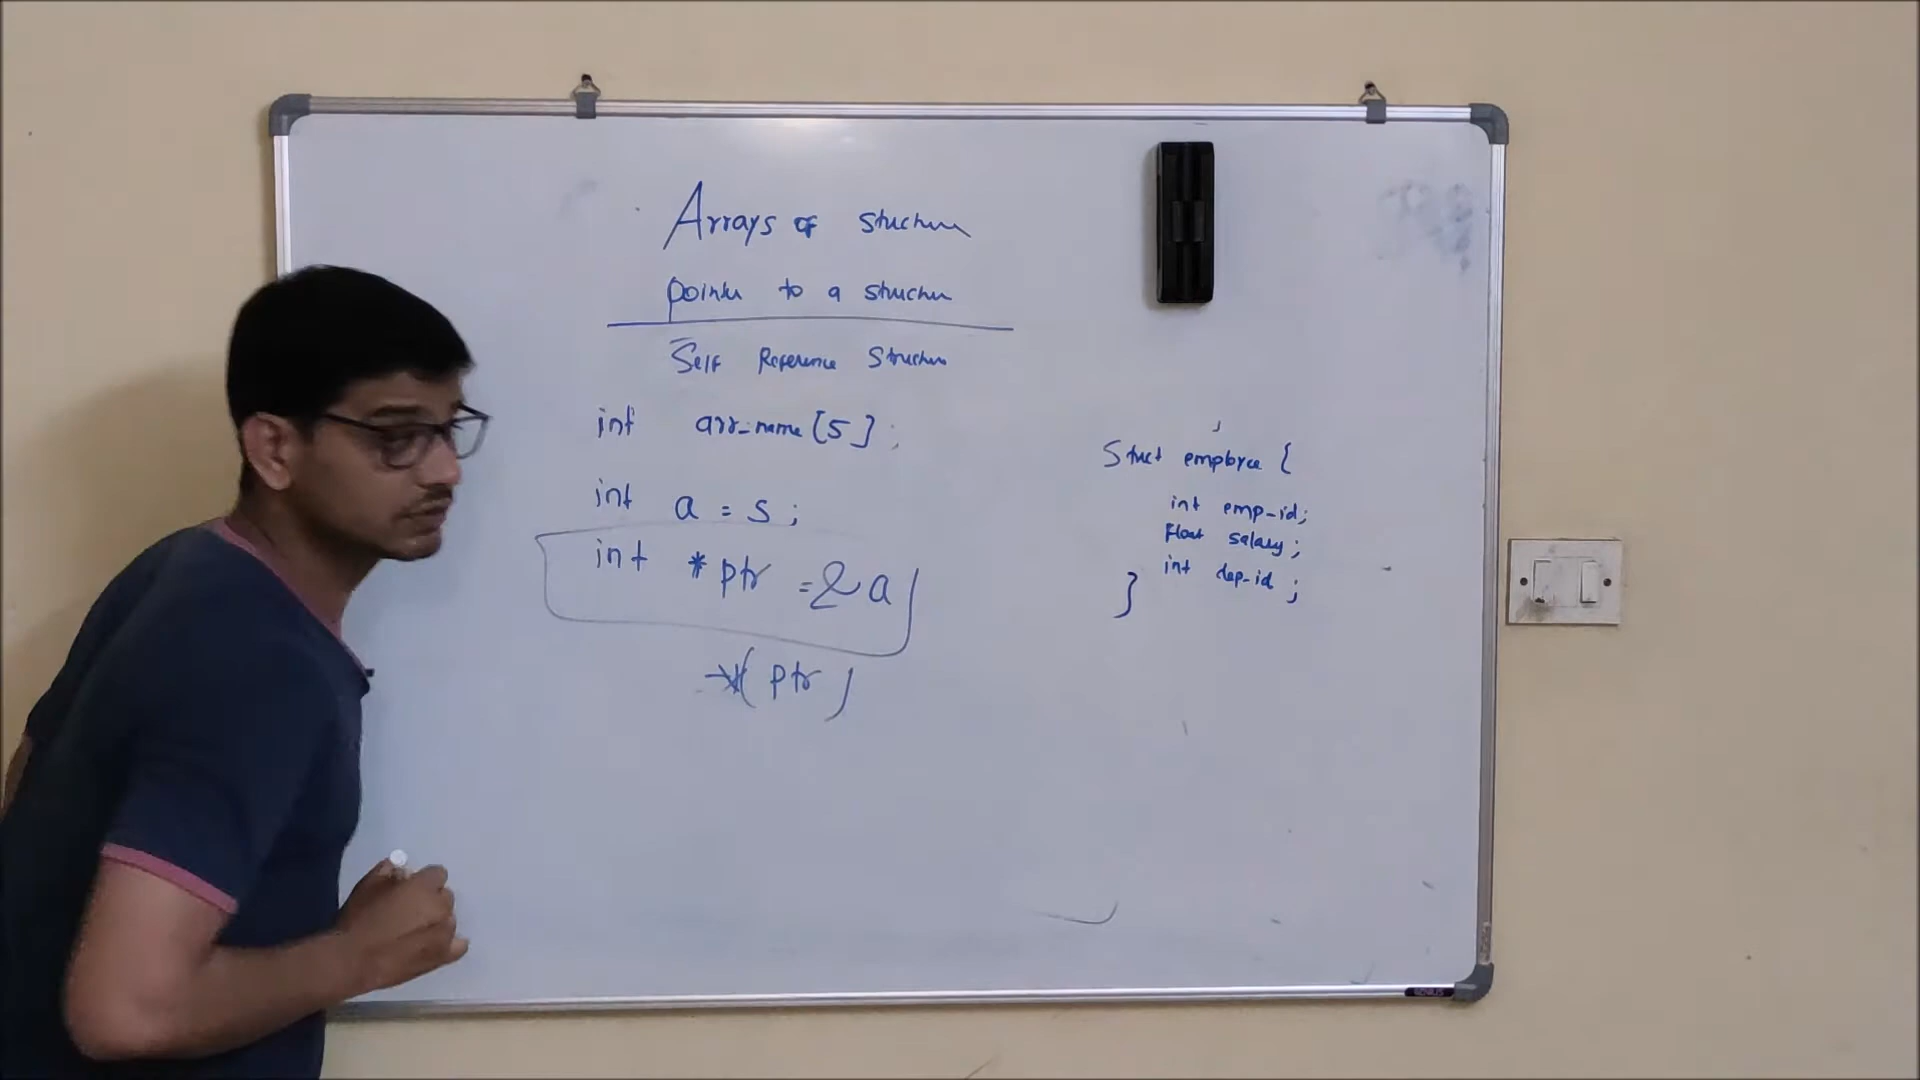 Arrays of structure
pointer to a structure
Self Reference Structure
int arr_name[5];
int a = 5;
int *ptr = &a
*(ptr)
Struct employee {
int emp-id;
float salary;
int dep-id;
}